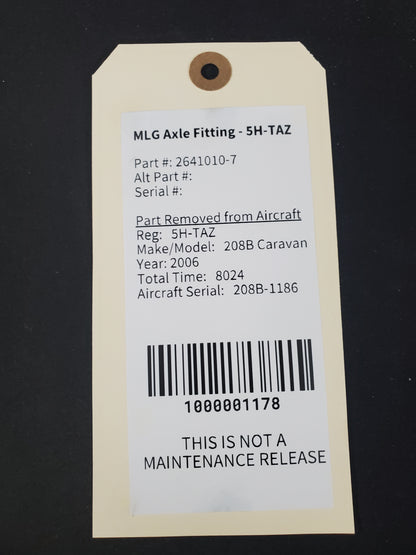 MLG Axle Fitting - 5H-TAZ
Part #: 2641010-7
Alt Part #:
Serial #:
Part Removed from Aircraft
Reg: 5H-TAZ
Make/Model: 208B Caravan
Year: 2006
Total Time: 8024
Aircraft Serial: 208B-1186
1000001178
THIS IS NOT A
MAINTENANCE RELEASE